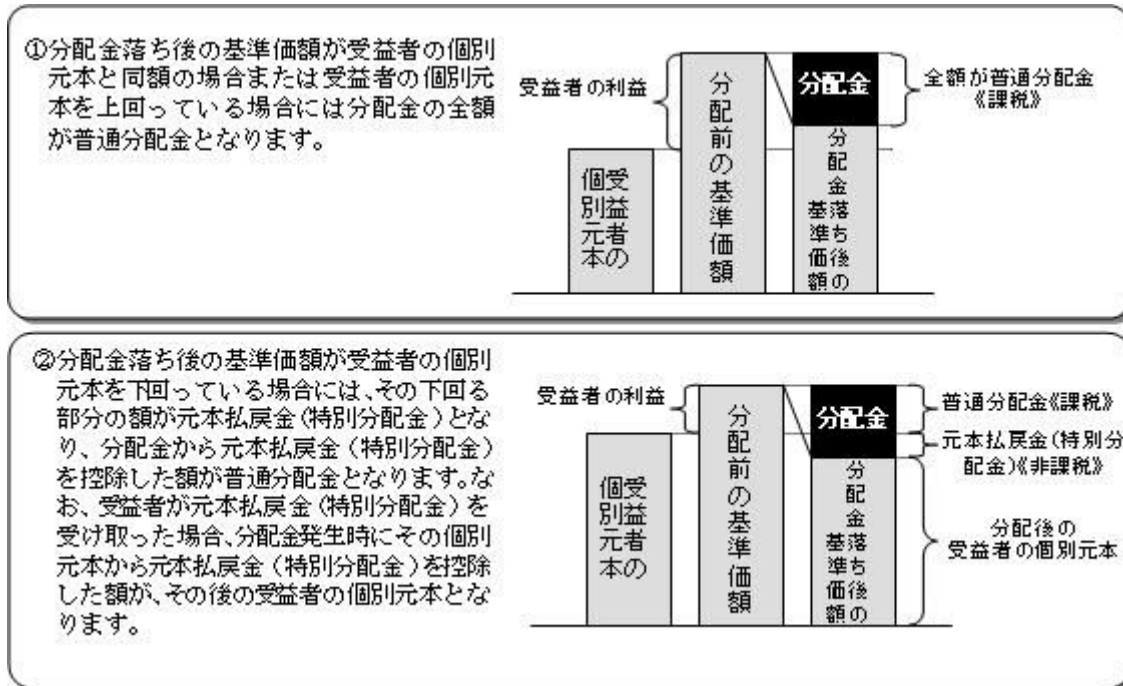 ①分配金落ち後の基準価額が受益者の個別
元本と同額の場合または受益者の個別元
本を上回っている場合には分配金の全額
が普通分配金となります。
受益者の利益
受益者の
個別元本
分配前の基準価額
分配金
分配金落ち後の
基準価額
全額が普通分配金
《課税》
②分配金落ち後の基準価額が受益者の個別
元本を下回っている場合には、その下回る
部分の額が元本払戻金(特別分配金)とな
り、分配金から元本払戻金(特別分配金)
を控除した額が普通分配金となります。な
お、受益者が元本払戻金(特別分配金)を
受け取った場合、分配金発生時にその個別
元本から元本払戻金(特別分配金)を控除
した額が、その後の受益者の個別元本とな
ります。
受益者の利益
受益者の
個別元本
分配前の基準価額
分配金
分配金落ち後の
基準価額
普通分配金《課税》
元本払戻金(特別分
配金)《非課税》
分配後の
受益者の個別元本